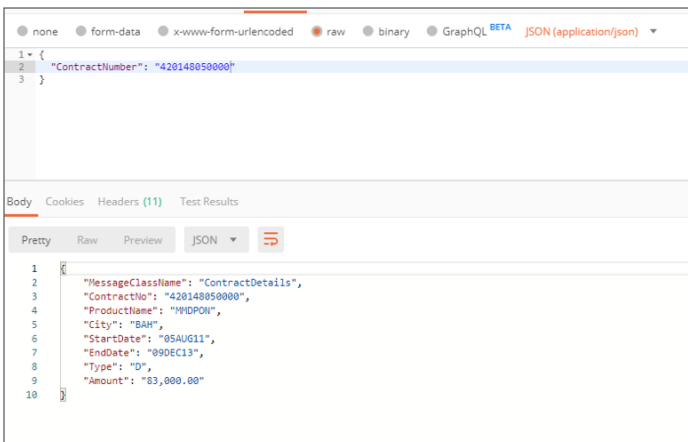 none form-data x-www-form-urlencoded raw binary GraphQL BETA JSON (application/json)
1 {
2 "ContractNumber": "420148050000"
3 }
Body Cookies Headers (11) Test Results
Pretty Raw Preview JSON
1 {
2 "MessageClassName": "ContractDetails",
3 "ContractNo": "420148050000",
4 "ProductName": "MMDPON",
5 "City": "BAH",
6 "StartDate": "05AUG11",
7 "EndDate": "09DEC13",
8 "Type": "D",
9 "Amount": "83,000.00"
10 }